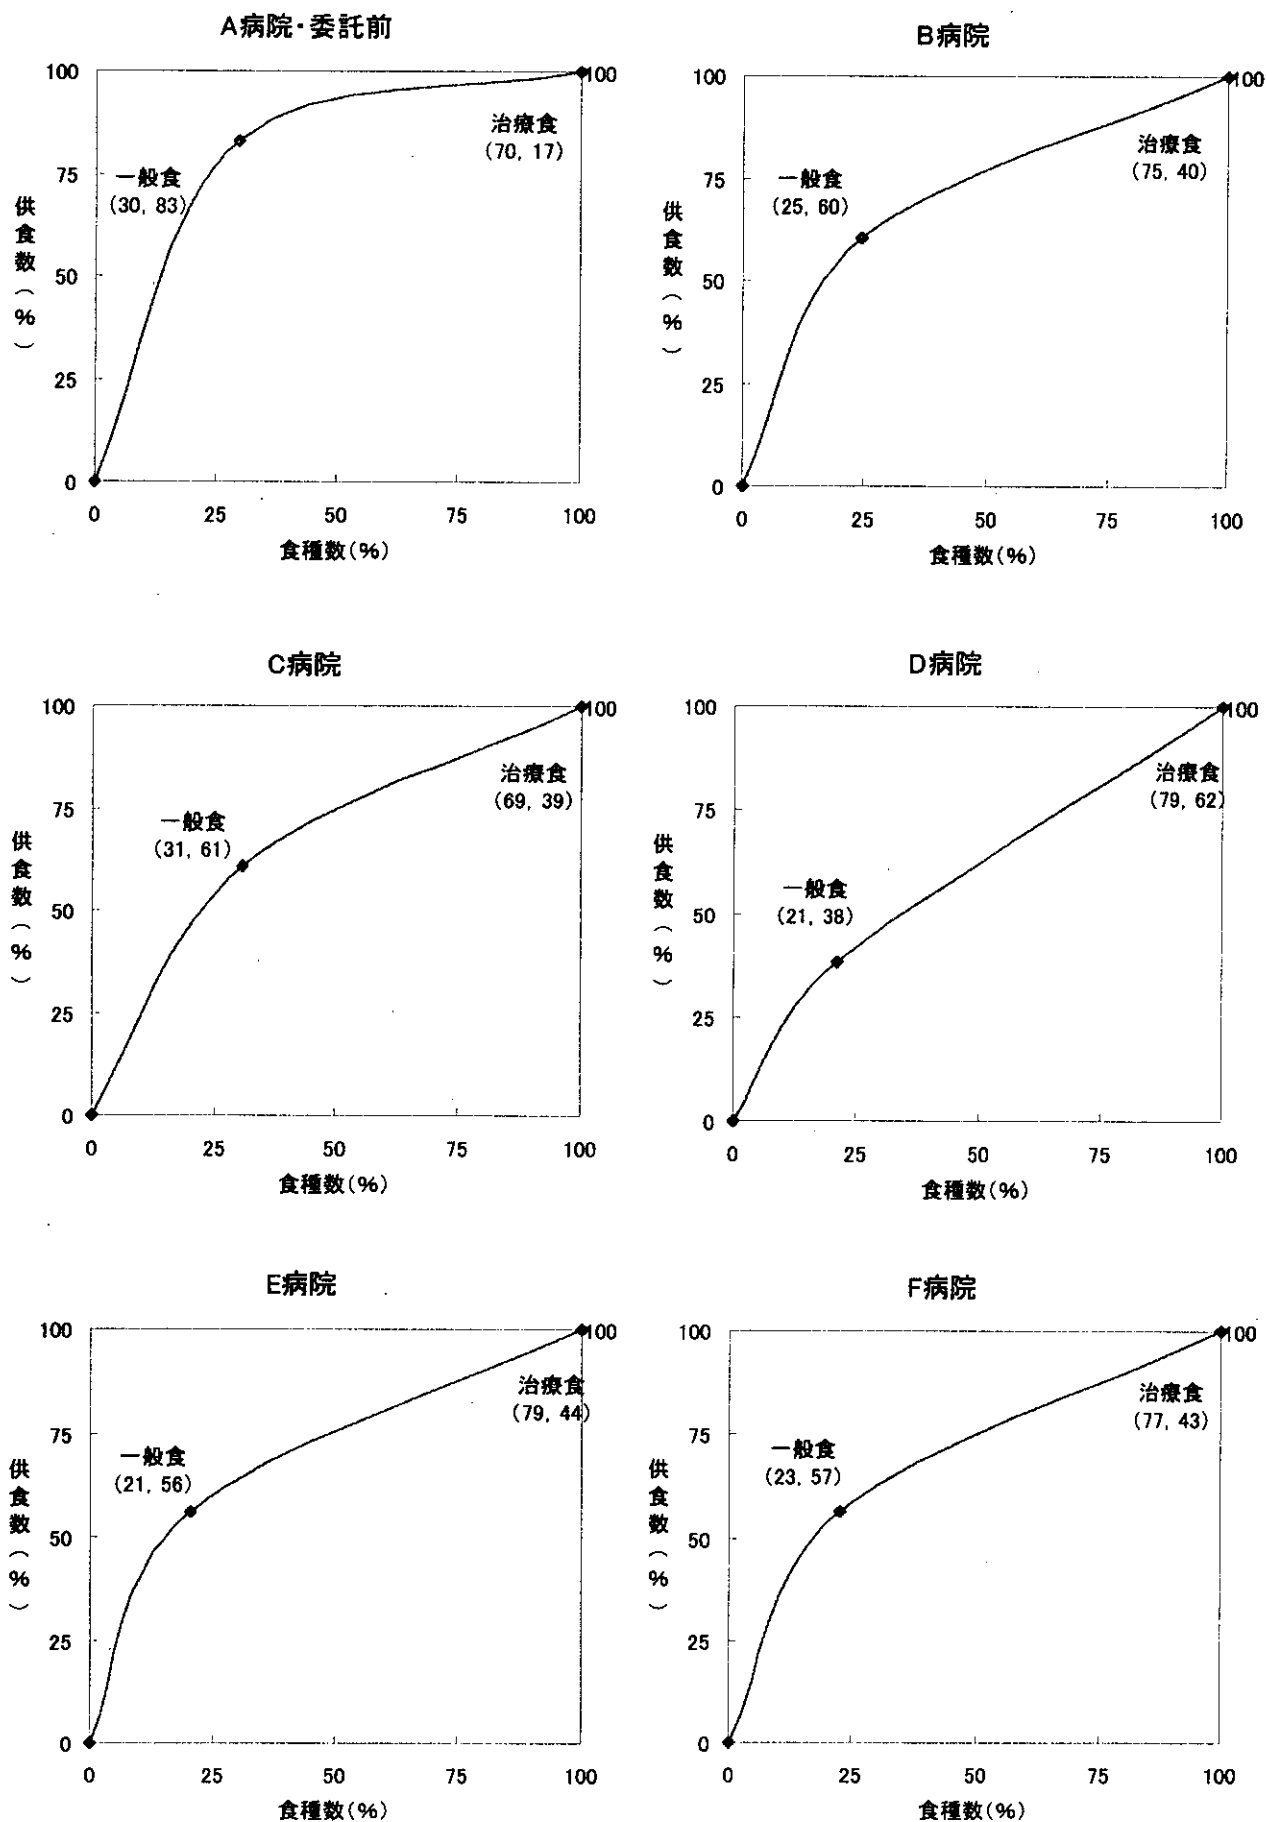 A病院・委託前
100
75
50
25
0
供食数(%)
100
一般食
(30, 83)
治療食
(70, 17)
0 25 50 75 100
食種数(%)
B病院
100
75
50
25
0
供食数(%)
100
一般食
(25, 60)
治療食
(75, 40)
0 25 50 75 100
食種数(%)
C病院
100
75
50
25
0
供食数(%)
100
一般食
(31, 61)
治療食
(69, 39)
0 25 50 75 100
食種数(%)
D病院
100
75
50
25
0
供食数(%)
100
一般食
(21, 38)
治療食
(79, 62)
0 25 50 75 100
食種数(%)
E病院
100
75
50
25
0
供食数(%)
100
一般食
(21, 56)
治療食
(79, 44)
0 25 50 75 100
食種数(%)
F病院
100
75
50
25
0
供食数(%)
100
一般食
(23, 57)
治療食
(77, 43)
0 25 50 75 100
食種数(%)